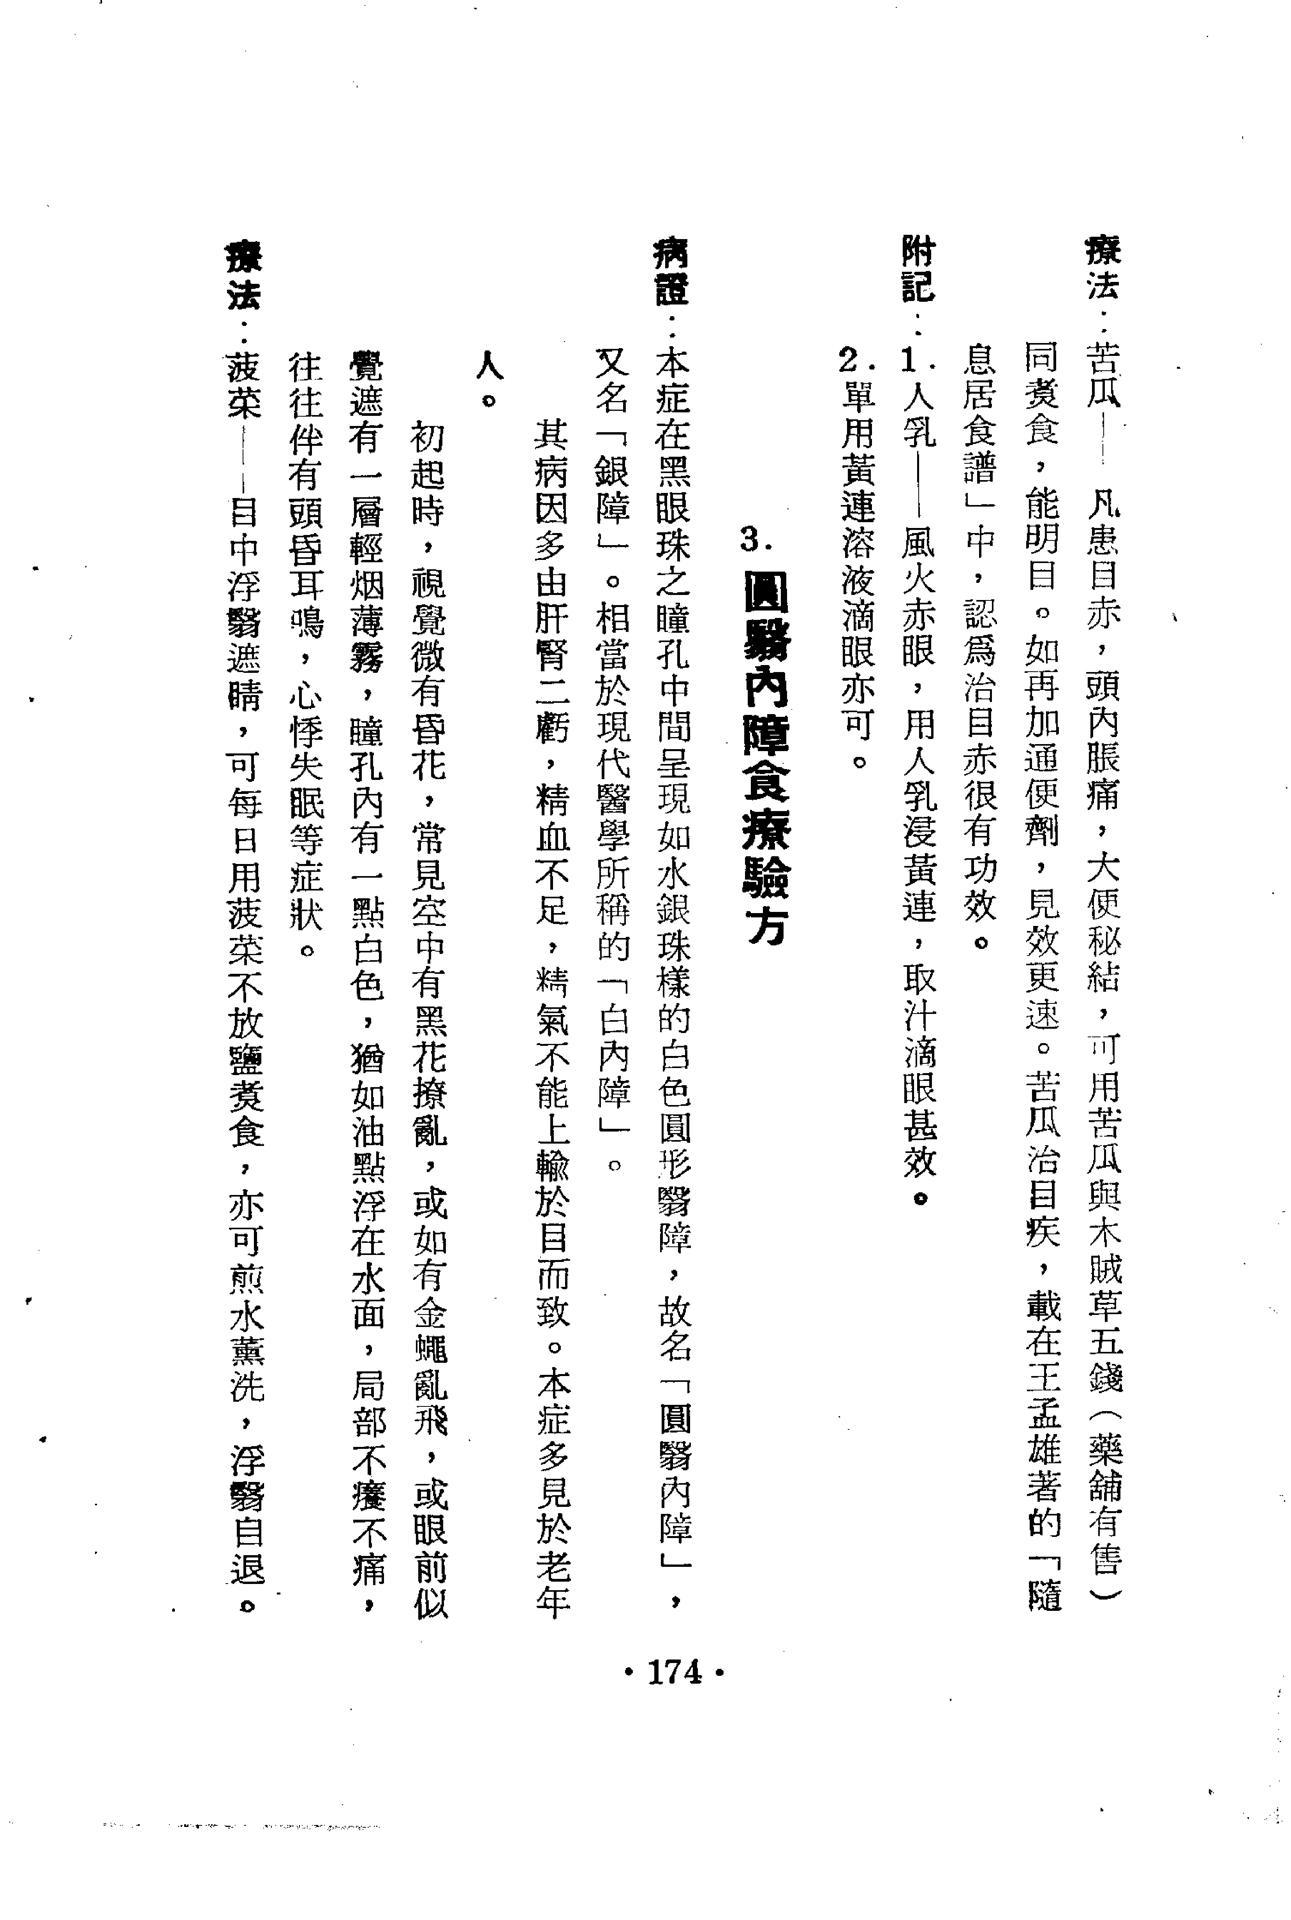 療法：苦瓜——凡患目赤，頭內脹痛，大便秘結，可用苦瓜與木賊草五錢（藥舖有售）
同煑食，能明目。如再加通便劑，見效更速。苦瓜治目疾，載在王孟雄著的「隨
息居食譜」中，認爲治目赤很有功效。
附記：1.人乳——風火赤眼，用人乳浸黃連，取汁滴眼甚效。
2.單用黃連溶液滴眼亦可。
3.圓翳內障食療驗方
病證：本症在黑眼珠之瞳孔中間呈現如水銀珠樣的白色圓形翳障，故名「圓翳內障」，
又名「銀障」。相當於現代醫學所稱的「白內障」。
其病因多由肝腎二虧，精血不足，精氣不能上輸於目而致。本症多見於老年
人。
初起時，視覺微有昏花，常見空中有黑花撩亂，或如有金蠅亂飛，或眼前似
覺遮有一層輕烟薄霧，瞳孔內有一點白色，猶如油點浮在水面，局部不癢不痛，
往往伴有頭昏耳鳴，心悸失眠等症狀。
療法：菠菜——目中浮翳遮睛，可每日用菠菜不放鹽煑食，亦可煎水薰洗，浮翳自退。
·174·